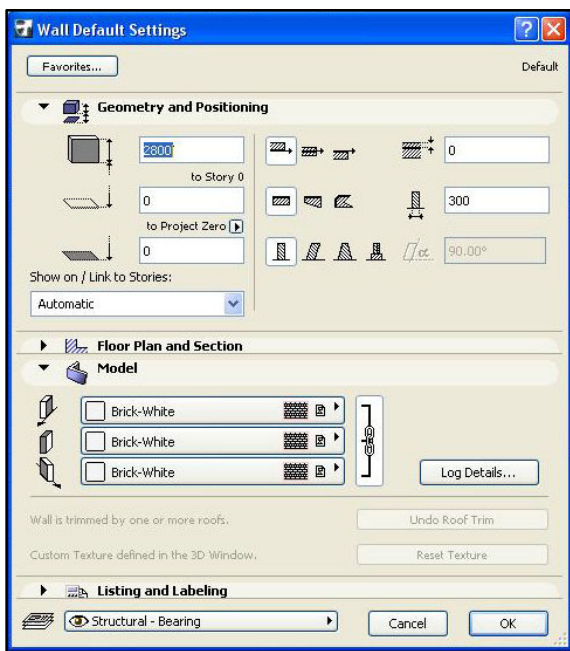 Wall Default Settings
Favorites...
Default
Geometry and Positioning
2800
to Story 0
0
to Project Zero
0
Show on / Link to Stories:
Automatic
0
300
α
90.00°
Floor Plan and Section
Model
Brick-White
Brick-White
Brick-White
Log Details...
Wall is trimmed by one or more roofs.
Undo Roof Trim
Custom Texture defined in the 3D Window.
Reset Texture
Listing and Labeling
Structural - Bearing
Cancel
OK